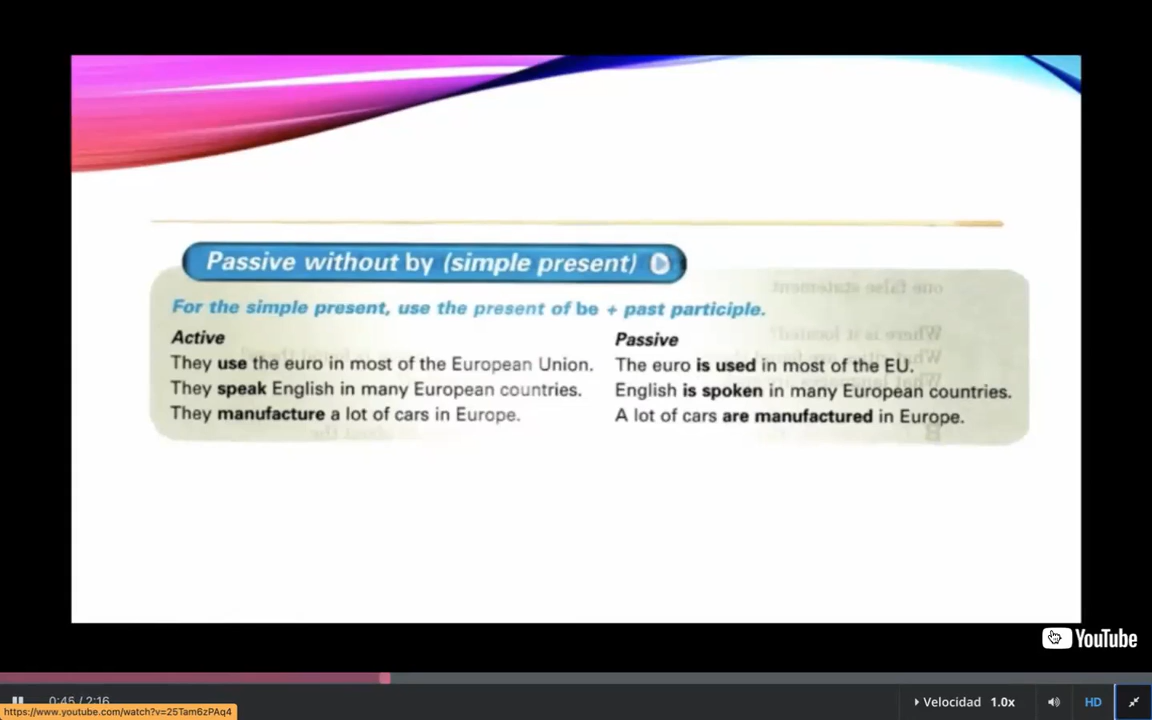 Passive without by (simple present)
For the simple present, use the present of be + past participle.
Active
They use the euro in most of the European Union.
They speak English in many European countries.
They manufacture a lot of cars in Europe.
Passive
The euro is used in most of the EU.
English is spoken in many European countries.
A lot of cars are manufactured in Europe.
YouTube
0:45 / 2:16
Velocidad 1.0x
HD
https://www.youtube.com/watch?v=25Tam6zPAq4